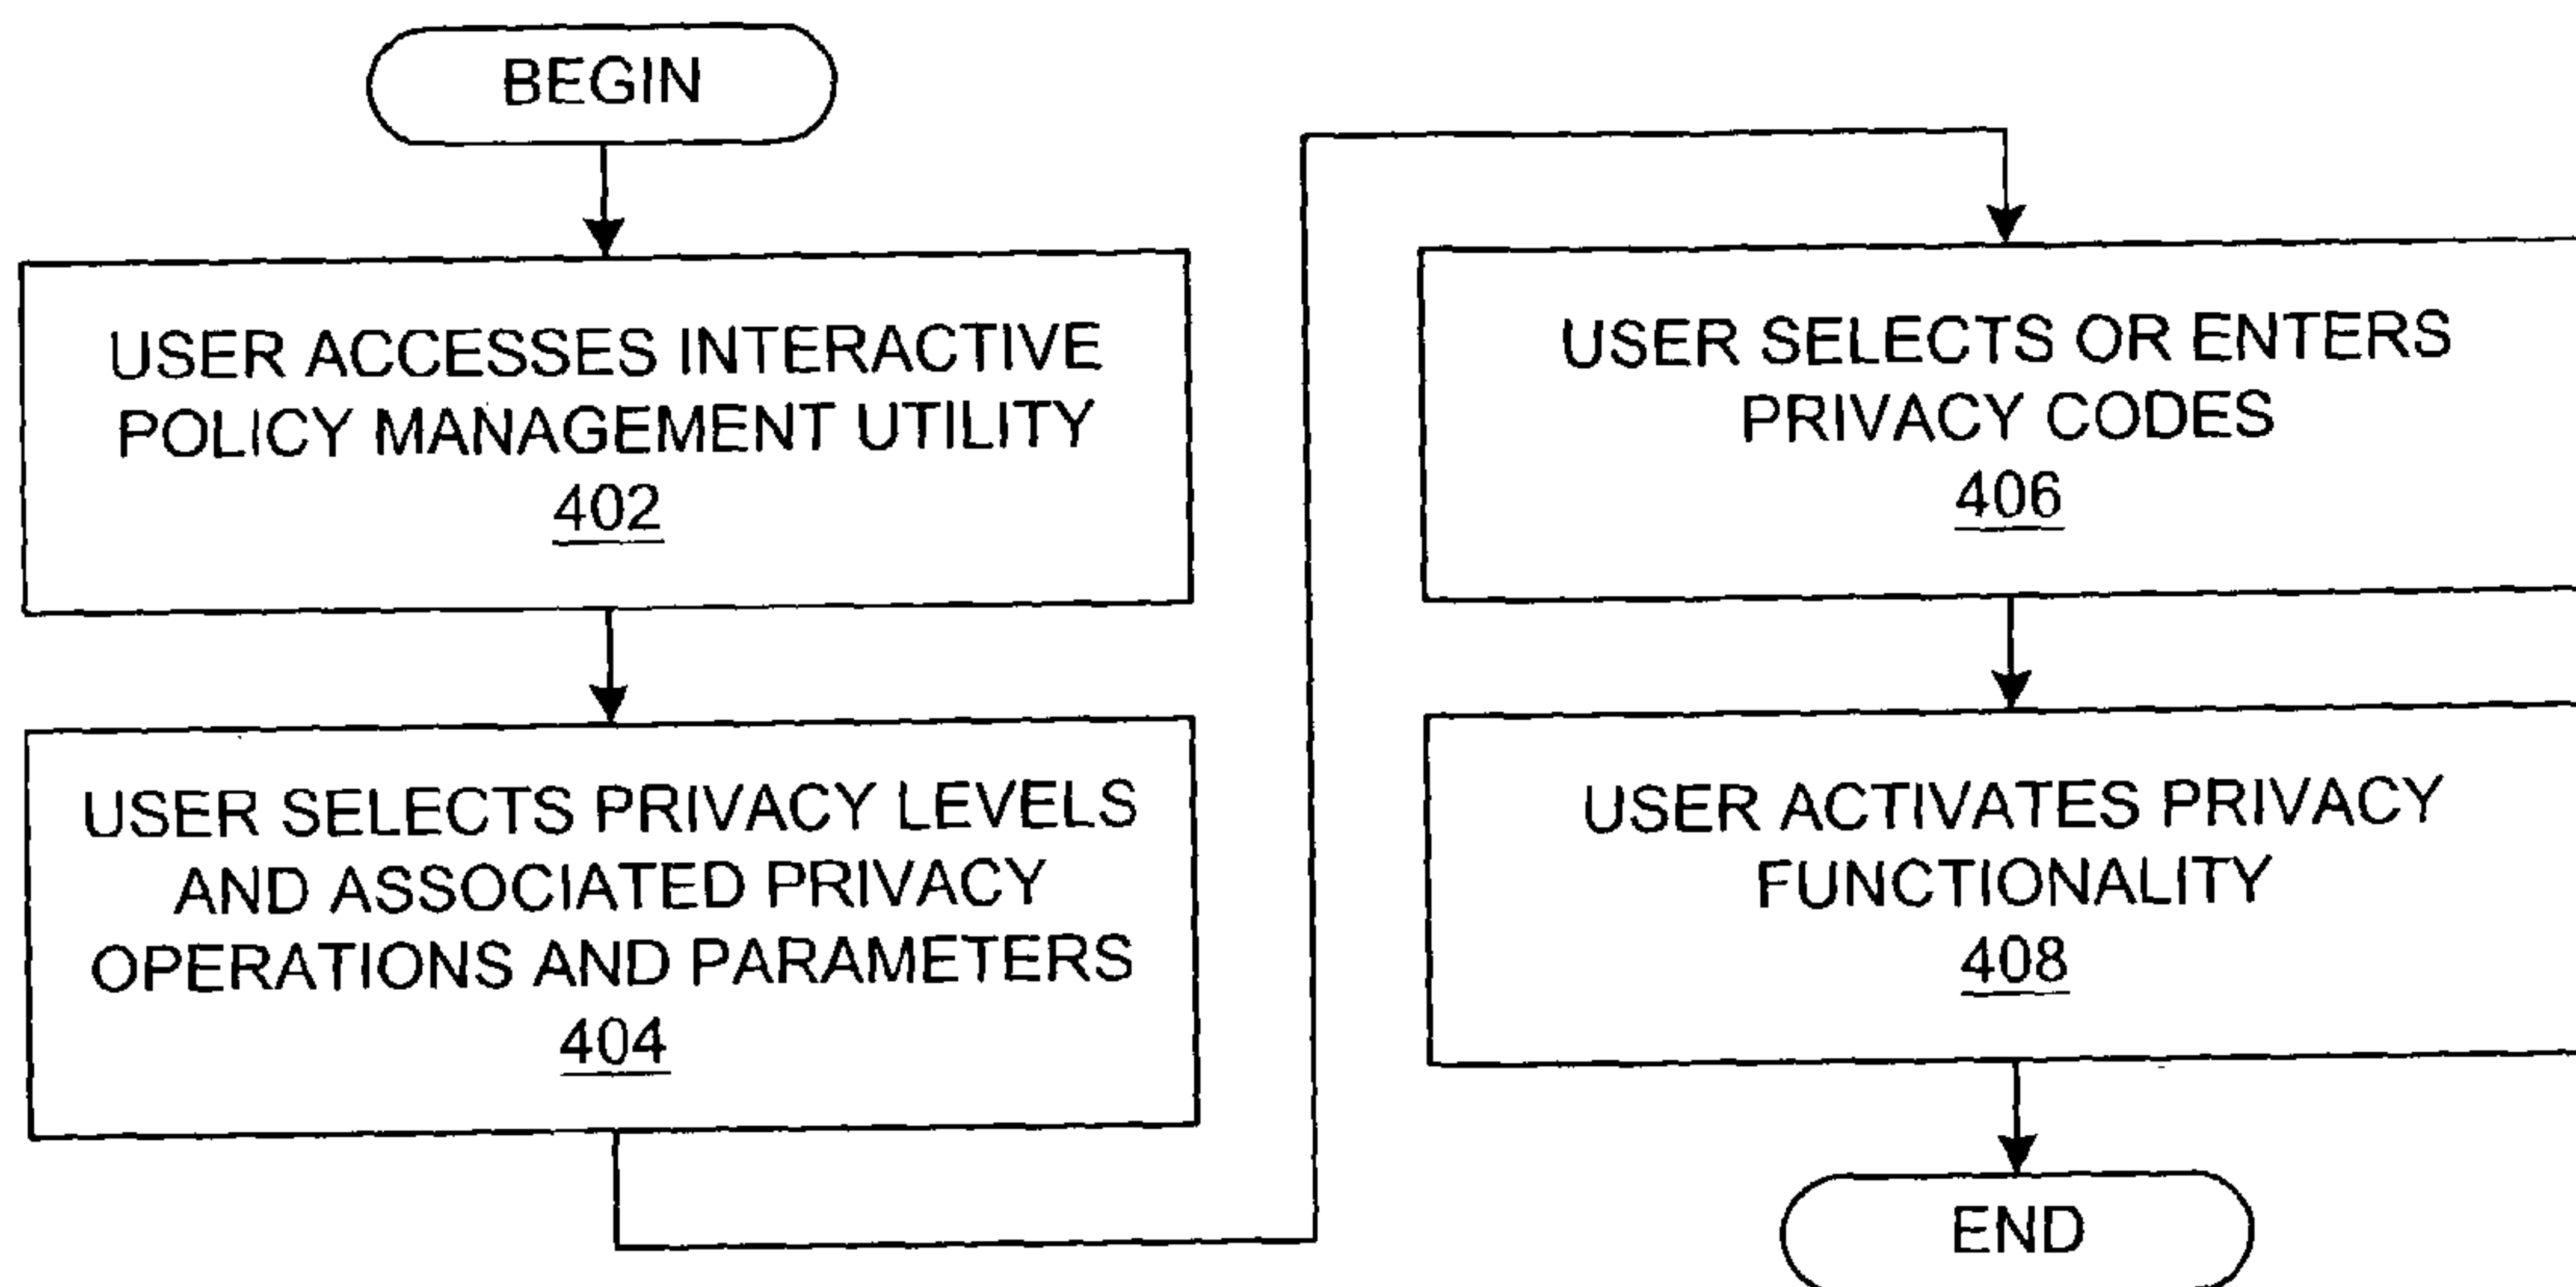 BEGIN
USER ACCESSES INTERACTIVE
POLICY MANAGEMENT UTILITY
402
USER SELECTS PRIVACY LEVELS
AND ASSOCIATED PRIVACY
OPERATIONS AND PARAMETERS
404
USER SELECTS OR ENTERS
PRIVACY CODES
406
USER ACTIVATES PRIVACY
FUNCTIONALITY
408
END